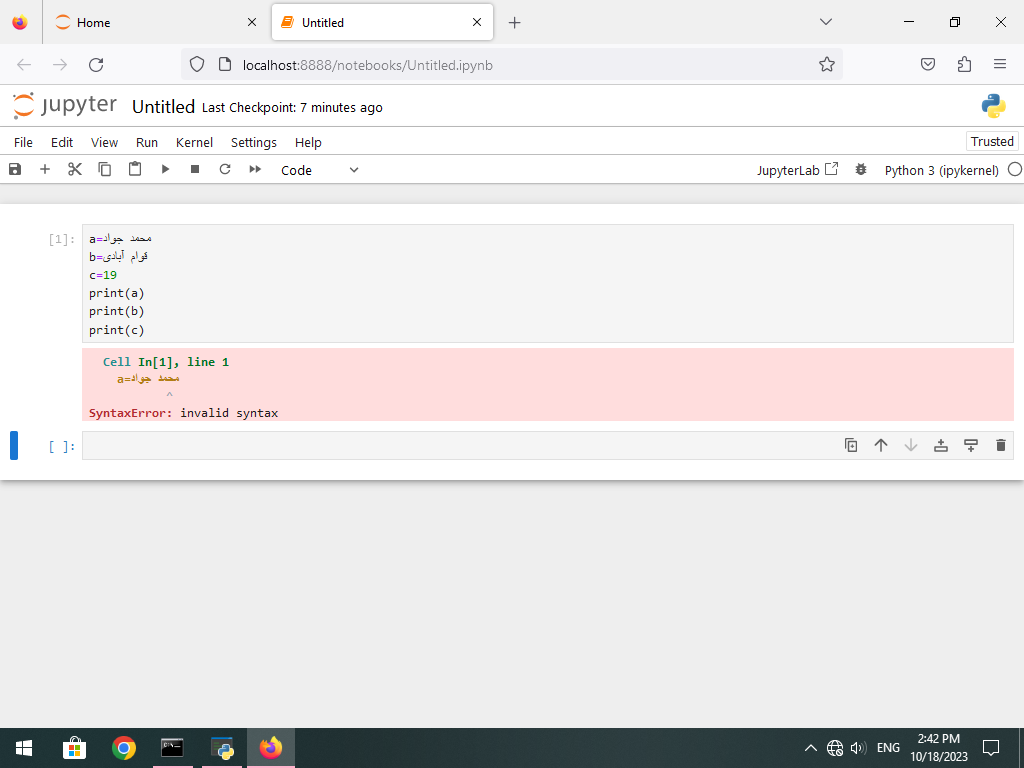 Home
Untitled
localhost:8888/notebooks/Untitled.ipynb
jupyter Untitled Last Checkpoint: 7 minutes ago
File Edit View Run Kernel Settings Help Trusted
Code JupyterLab Python 3 (ipykernel)
[1]: a=محمد جواد
b=قوام آبادی
c=19
print(a)
print(b)
print(c)
Cell In[1], line 1
a=محمد جواد
^
SyntaxError: invalid syntax
[ ]:
ENG 2:42 PM
10/18/2023